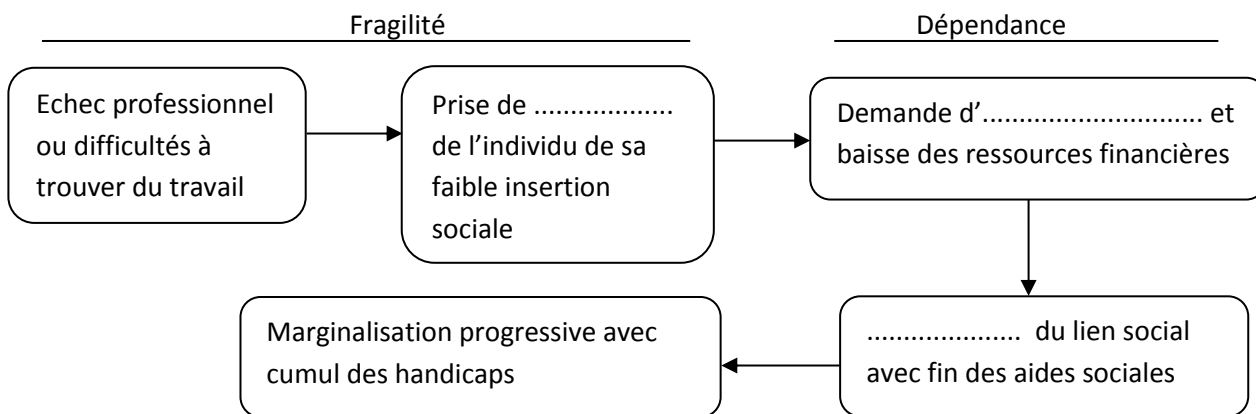 Fragilité
Dépendance
Echec professionnel
ou difficultés à
trouver du travail
Prise de ...................
de l’individu de sa
faible insertion
sociale
Demande d’.............................. et
baisse des ressources financières
..................... du lien social
avec fin des aides sociales
Marginalisation progressive avec
cumul des handicaps